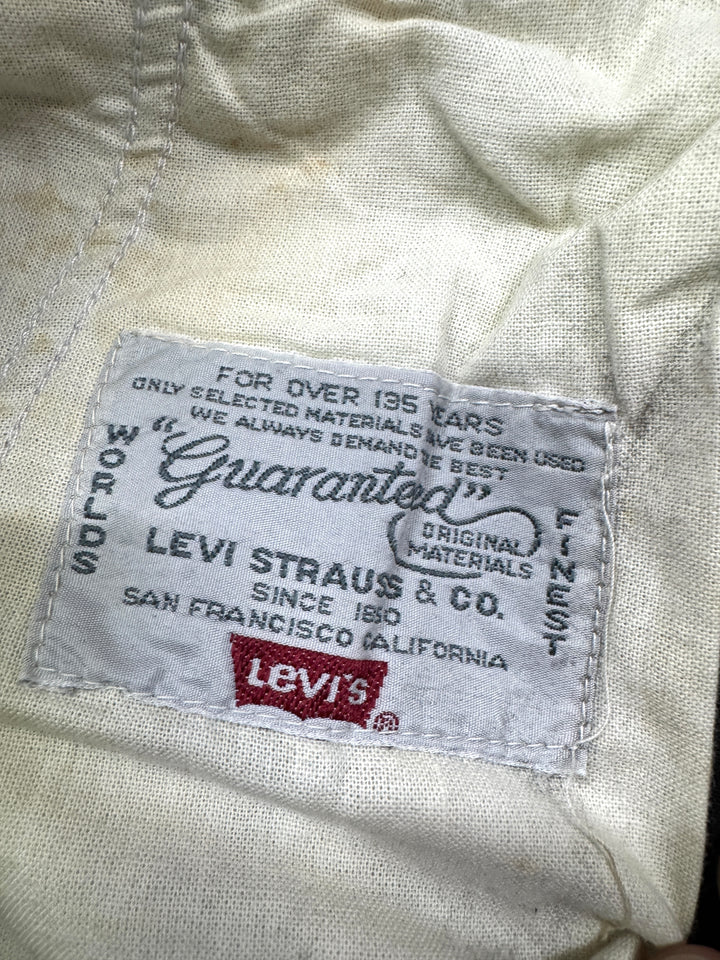 FOR OVER 135 YEARS
ONLY SELECTED MATERIALS HAVE BEEN USED
WE ALWAYS DEMAND THE BEST
WORLDS
"Guaranteed"
FINEST
ORIGINAL
MATERIALS
LEVI STRAUSS & CO.
SINCE 1850
SAN FRANCISCO CALIFORNIA
Levi's ®